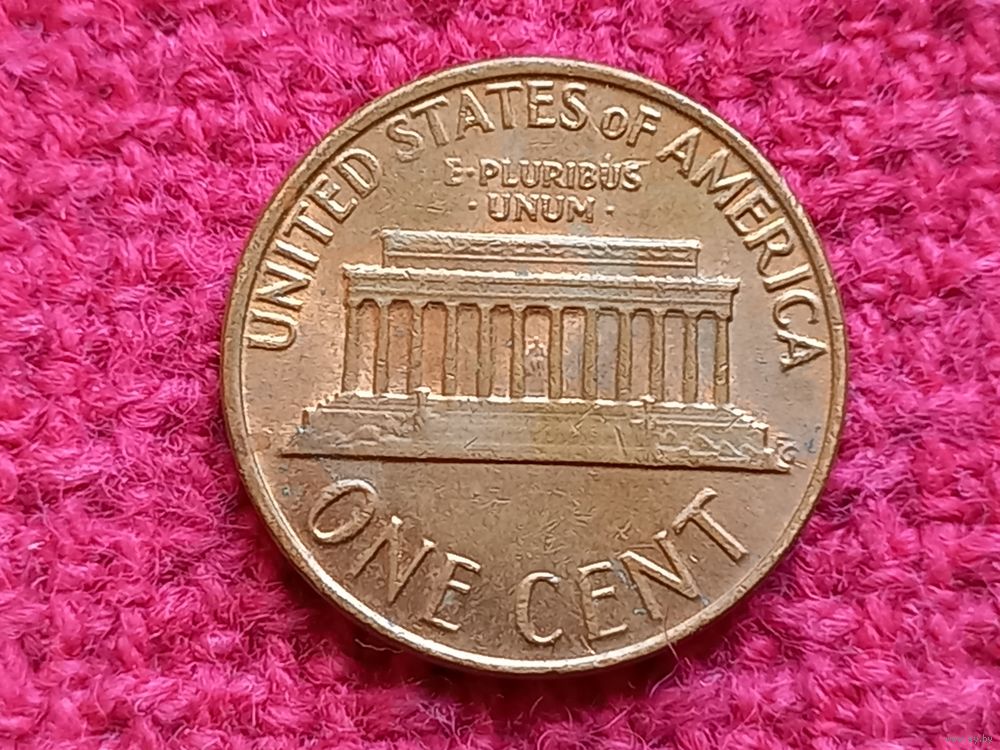 UNITED STATES OF AMERICA
E·PLURIBUS
·UNUM·
ONE CENT